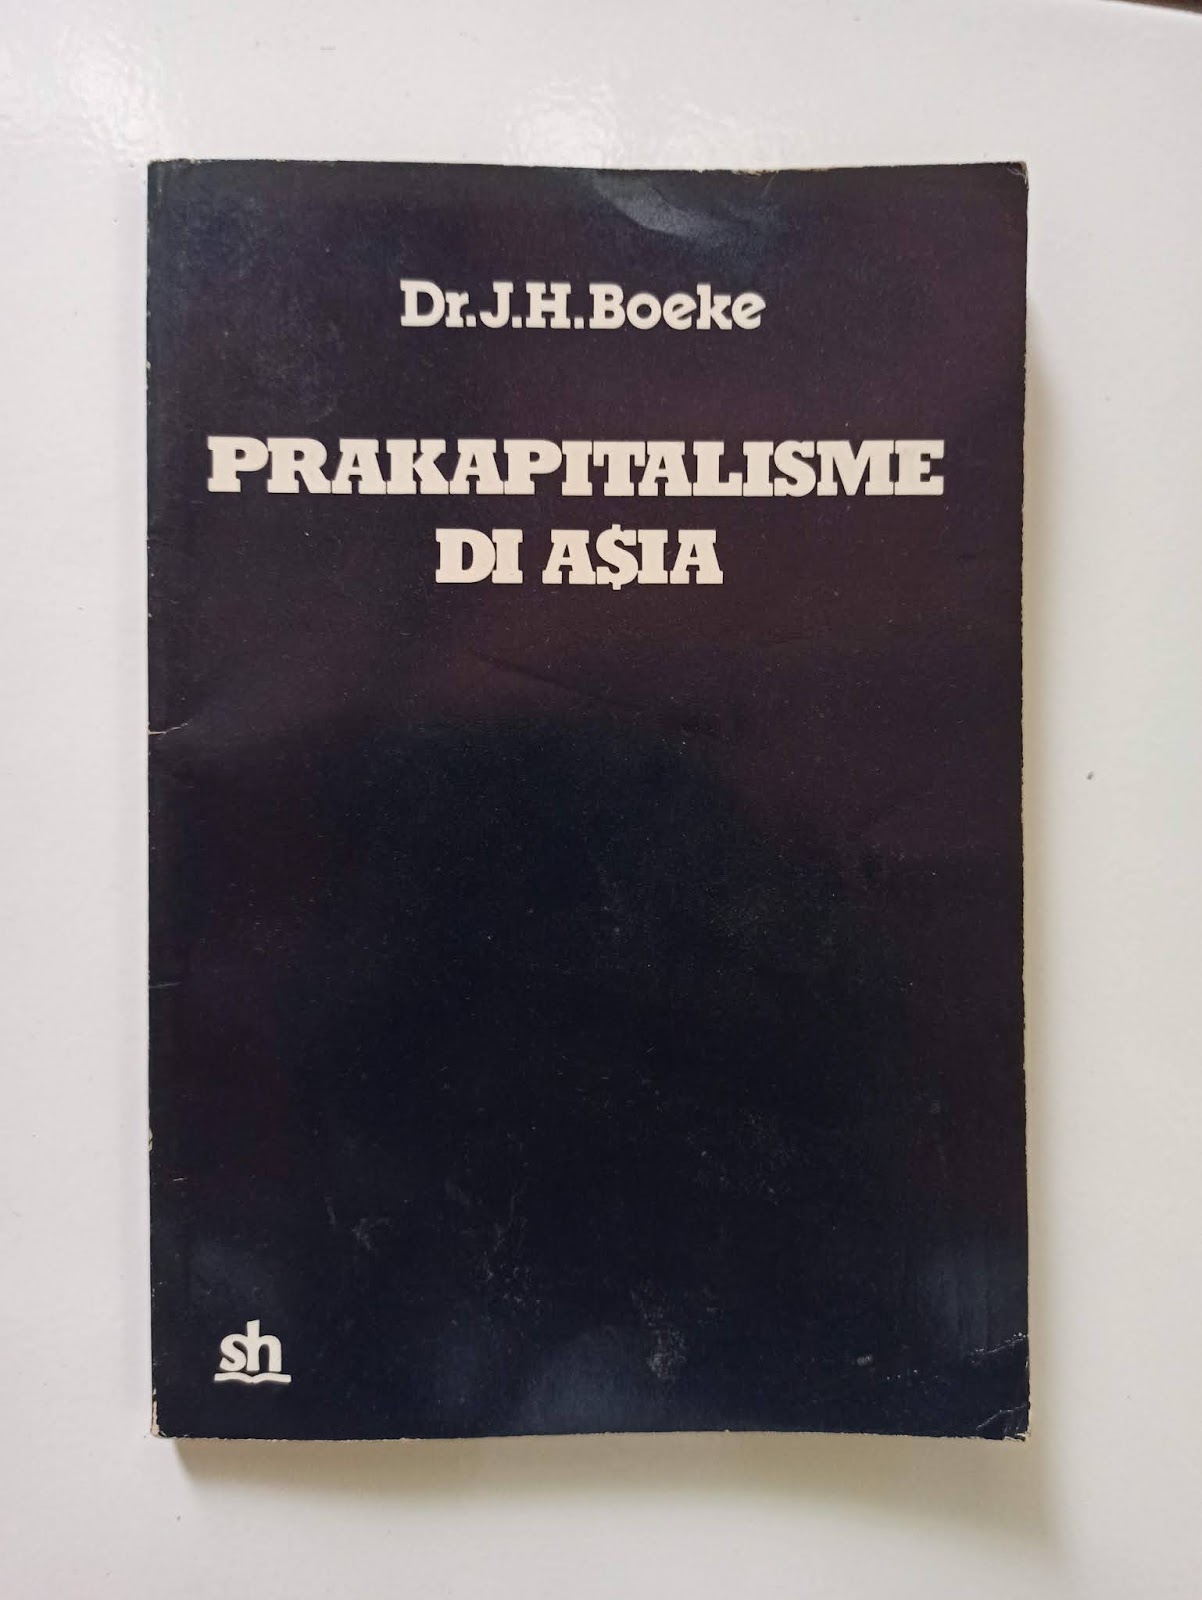 Dr.J.H.Boeke
PRAKAPITALISME
DI A$IA
sh